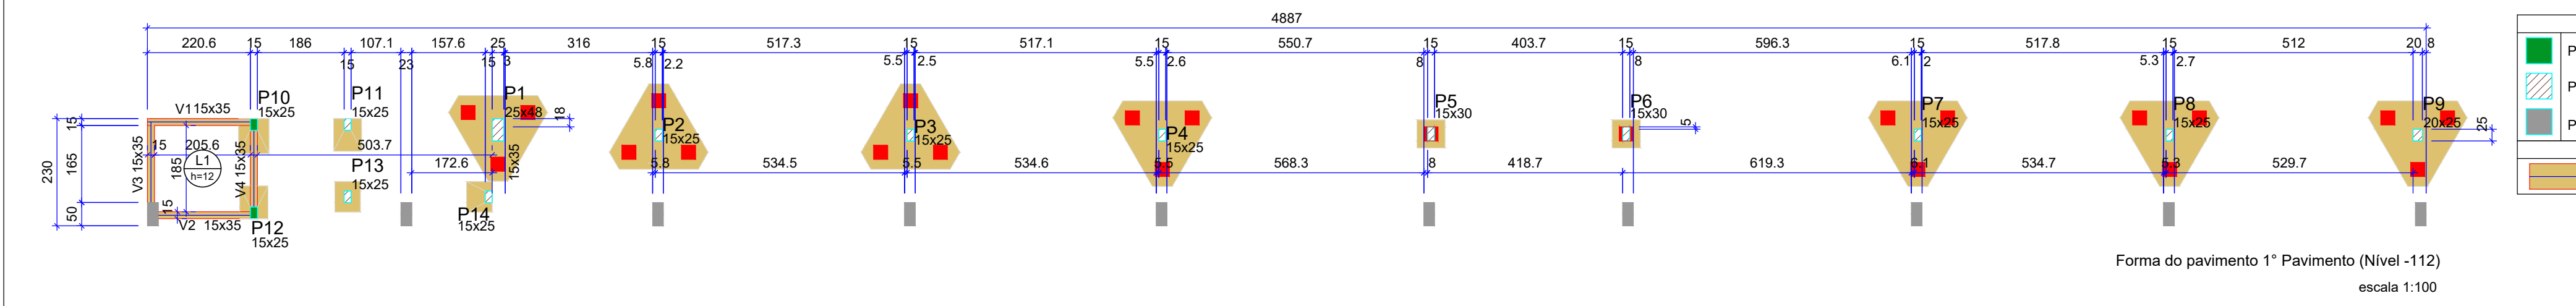 4887
220.6 15 186 107.1 157.6 25 316 15 517.3 15 517.1 15 550.7 15 403.7 15 596.3 15 517.8 15 512 20 8
15 23 15 3 5.8 2.2 5.5 2.5 5.5 2.6 8 8 6.1 2 5.3 2.7
P10
15x25
P11
15x25
P1
25x48
18
P2
15x25
P3
15x25
P4
15x25
P5
15x30
P6
15x30
5
P7
15x25
P8
15x25
P9
20x25
25
V1 15x35
15
230
165
50
V3 15x35
15 205.6
185
L1
h=12
V4 15x35
503.7
P13
15x25
172.6
15x35
5.8 534.5 5.5 534.6 5.5 568.3 8 418.7 619.3 6.1 534.7 5.3 529.7
15
V2 15x35
P12
15x25
P14
15x25
P
P
P
Forma do pavimento 1° Pavimento (Nível -112)
escala 1:100